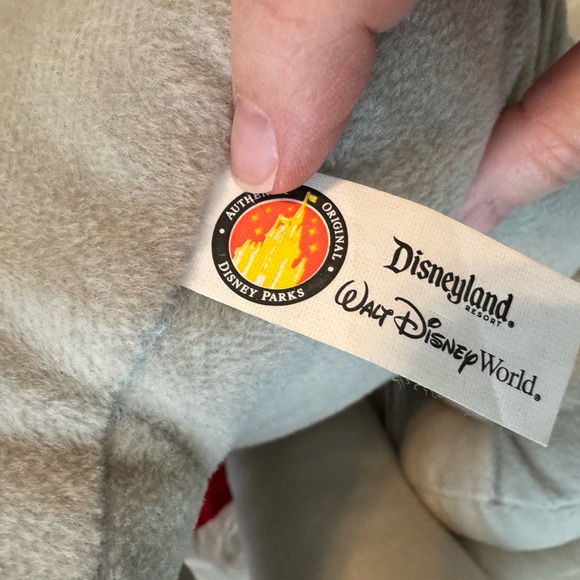 AUTHENTIC ORIGINAL
DISNEY PARKS
Disneyland
RESORT®
WALT DISNEY World®